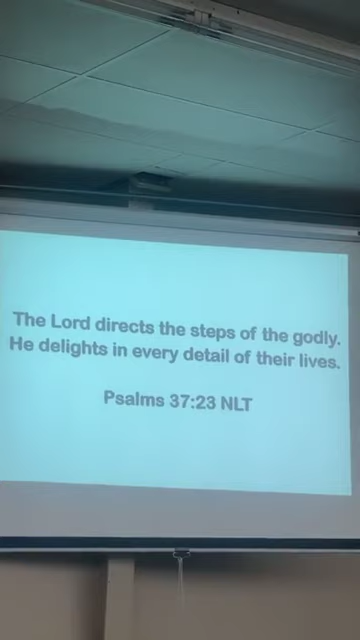 The Lord directs the steps of the godly.
He delights in every detail of their lives.
Psalms 37:23 NLT